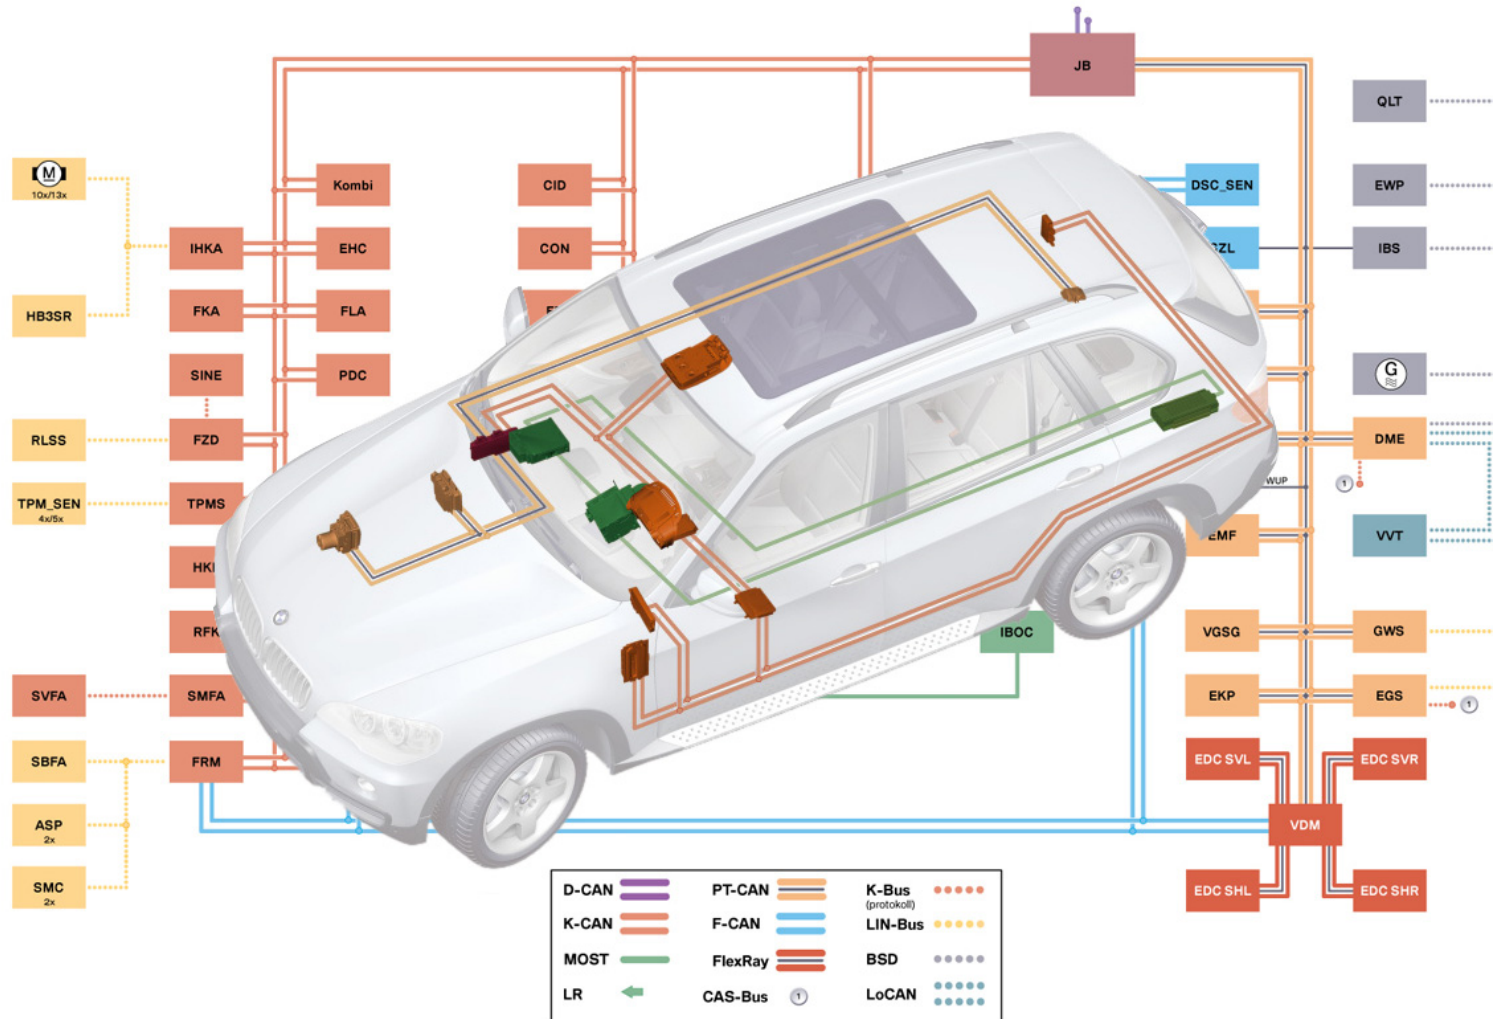 JB
QLT
M
10x/13x
Kombi
CID
DSC_SEN
EWP
IHKA
EHC
CON
IBS
HB3SR
FKA
FLA
SINE
PDC
G
RLSS
FZD
DME
1
WUP
TPM_SEN
4x/5x
TPMS
EMF
VVT
RFK
IBOC
VGSG
GWS
SVFA
SMFA
EKP
EGS
1
SBFA
FRM
EDC SVL
EDC SVR
ASP
2x
VDM
SMC
2x
EDC SHL
EDC SHR
D-CAN
PT-CAN
K-Bus
(protokoll)
K-CAN
F-CAN
LIN-Bus
MOST
FlexRay
BSD
LR
CAS-Bus
1
LoCAN